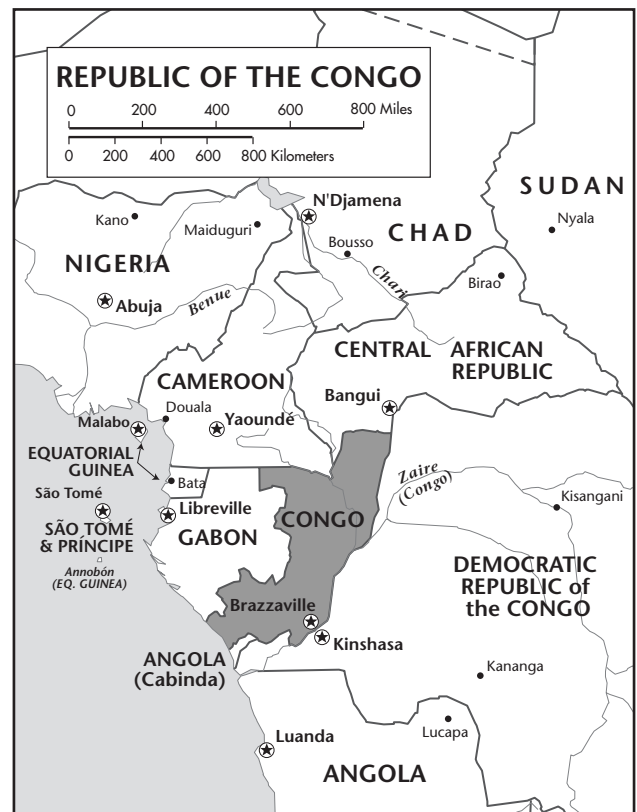 REPUBLIC OF THE CONGO
0 200 400 600 800 Miles
0 200 400 600 800 Kilometers
SUDAN
N'Djamena
Kano
Maiduguri
Nyala
CHAD
Bousso
NIGERIA
Chari
Birao
Benue
Abuja
CENTRAL AFRICAN
REPUBLIC
CAMEROON
Bangui
Douala
Malabo
Yaoundé
EQUATORIAL
GUINEA
Zaire
(Congo)
Bata
São Tomé
Kisangani
Libreville
CONGO
SÃO TOMÉ
& PRÍNCIPE
GABON
Annobón
(EQ. GUINEA)
DEMOCRATIC
REPUBLIC of
the CONGO
Brazzaville
Kinshasa
ANGOLA
(Cabinda)
Kananga
Lucapa
Luanda
ANGOLA